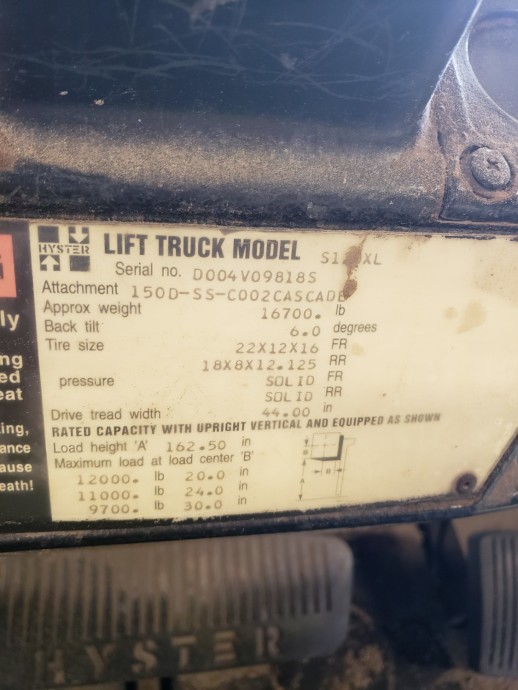 HYSTER
LIFT TRUCK MODEL
Serial no. D004V09818S
Attachment 150D-SS-C002CASCADE
Approx weight 16700. lb
Back tilt 6.0 degrees
Tire size 22X12X16 FR
18X8X12.125 RR
pressure SOLID FR
SOLID RR
Drive tread width 44.00 in
RATED CAPACITY WITH UPRIGHT VERTICAL AND EQUIPPED AS SHOWN
Load height 'A' 162.50 in
Maximum load at load center 'B'
12000. lb 20.0 in
11000. lb 24.0 in
9700. lb 30.0 in
B
A
B
G
ly
ing
ed
eat
ing,
ance
ause
eath!
HYSTER